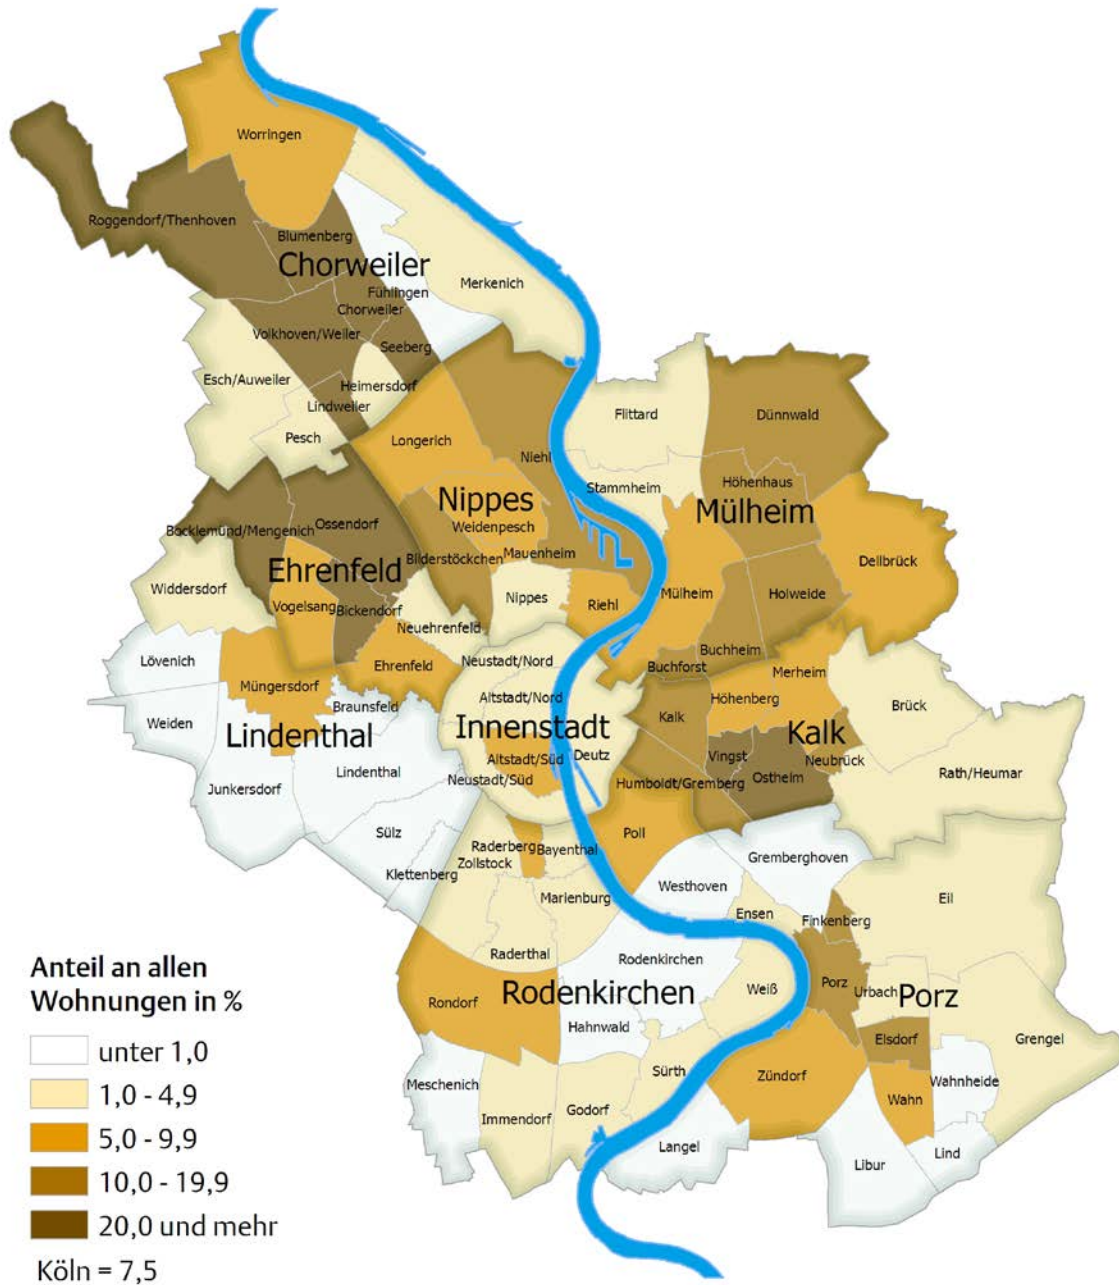 Worringen
Roggendorf/Thenhoven
Blumenberg
Chorweiler
Merkenich
Fühlingen
Chorweiler
Volkhoven/Weiler
Seeberg
Esch/Auweiler
Heimersdorf
Lindweiler
Pesch
Flittard
Dünnwald
Longerich
Niehl
Stammheim
Höhenhaus
Nippes
Mülheim
Weidenpesch
Bocklemünd/Mengenich
Ossendorf
Mauenheim
Bilderstöckchen
Dellbrück
Ehrenfeld
Widdersdorf
Vogelsang
Bickendorf
Nippes
Riehl
Mülheim
Holweide
Neuehrenfeld
Buchheim
Lövenich
Ehrenfeld
Neustadt/Nord
Buchforst
Merheim
Müngersdorf
Altstadt/Nord
Höhenberg
Braunsfeld
Brück
Weiden
Lindenthal
Innenstadt
Kalk
Kalk
Altstadt/Süd
Deutz
Vingst
Neubrück
Lindenthal
Neustadt/Süd
Humboldt/Gremberg
Ostheim
Rath/Heumar
Junkersdorf
Sülz
Raderberg
Bayenthal
Poll
Zollstock
Gremberghoven
Klettenberg
Westhoven
Marienburg
Eil
Ensen
Finkenberg
Raderthal
Rodenkirchen
Rondorf
Rodenkirchen
Weiß
Porz
Urbach
Porz
Hahnwald
Elsdorf
Grengel
Meschenich
Sürth
Zündorf
Wahnheide
Immendorf
Godorf
Wahn
Langel
Libur
Lind
Anteil an allen
Wohnungen in %
unter 1,0
1,0 - 4,9
5,0 - 9,9
10,0 - 19,9
20,0 und mehr
Köln = 7,5